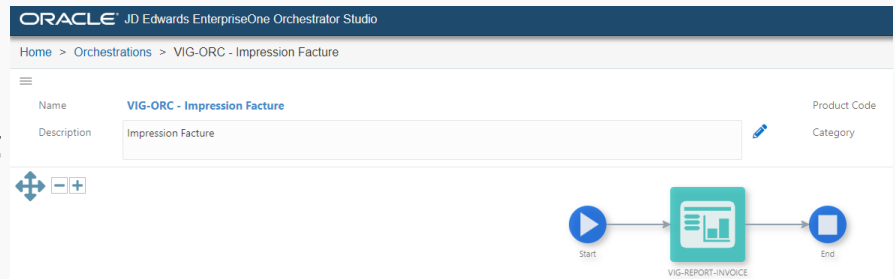 ORACLE® JD Edwards EnterpriseOne Orchestrator Studio
Home > Orchestrations > VIG-ORC - Impression Facture
Name VIG-ORC - Impression Facture Product Code
Description Impression Facture Category
Start VIG-REPORT-INVOICE End